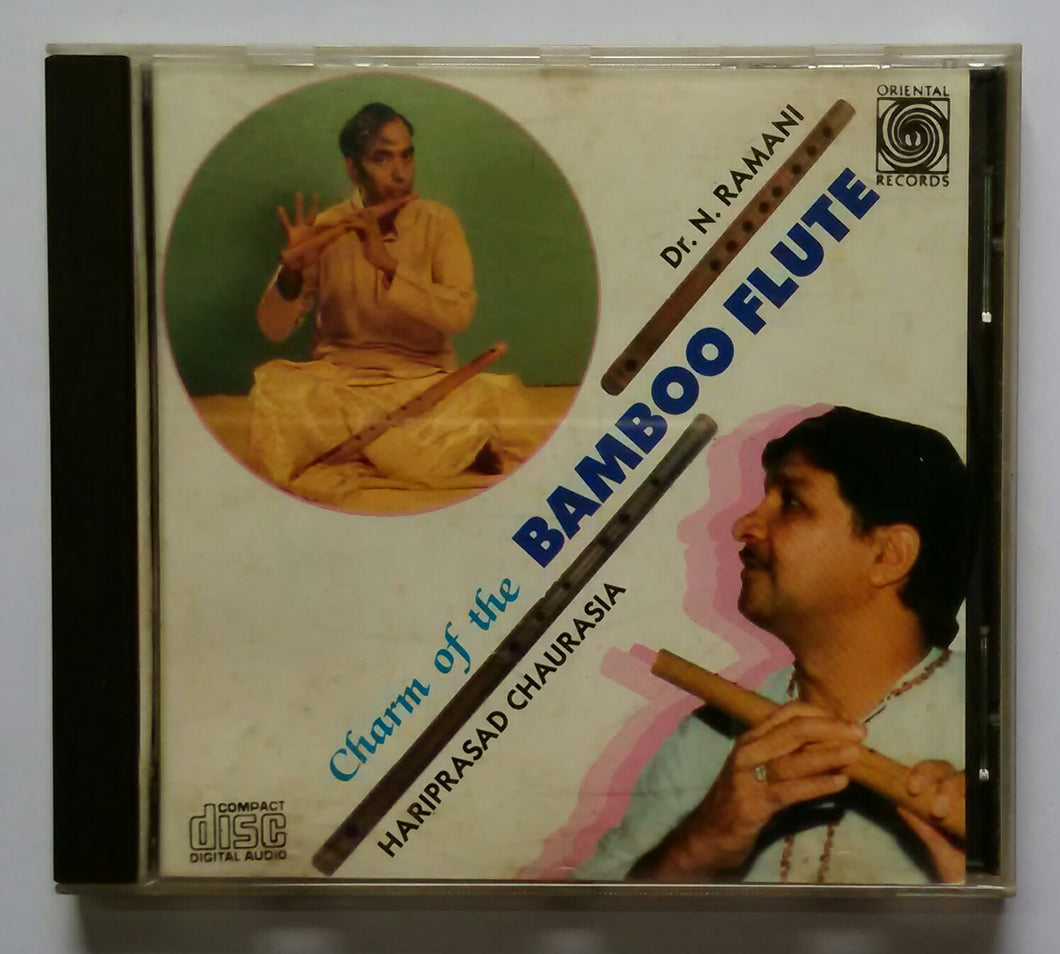 ORIENTAL
RECORDS
Dr. N. RAMANI
Charm of the BAMBOO FLUTE
HARIPRASAD CHAURASIA
COMPACT
disc
DIGITAL AUDIO